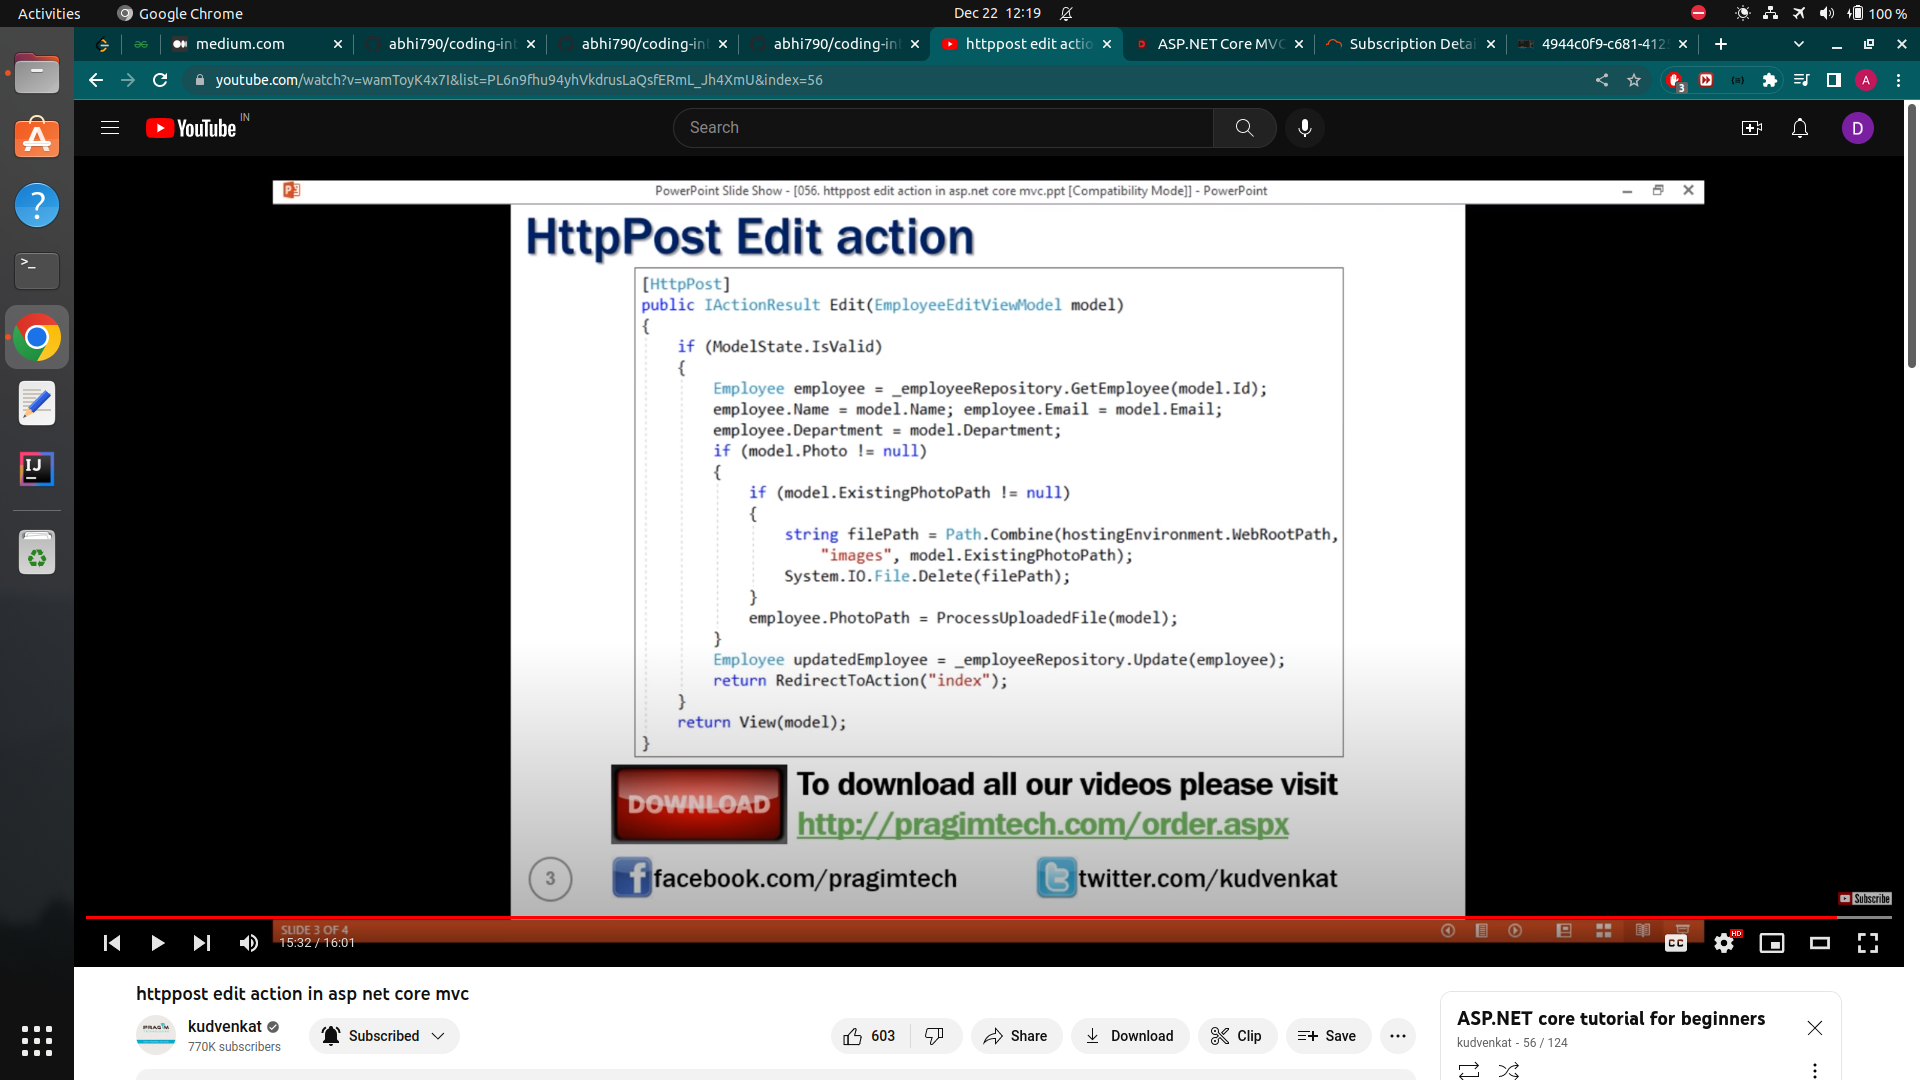 Activities
Google Chrome
Dec 22 12:19
100 %
medium.com
abhi790/coding-int
abhi790/coding-int
abhi790/coding-int
httppost edit actio
ASP.NET Core MVC
Subscription Detai
4944c0f9-c681-4125
youtube.com/watch?v=wamToyK4x7I&list=PL6n9fhu94yhVkdrusLaQsfERmL_Jh4XmU&index=56
3
A
YouTube IN
Search
D
PowerPoint Slide Show - [056. httppost edit action in asp.net core mvc.ppt [Compatibility Mode]] - PowerPoint
HttpPost Edit action
[HttpPost]
public IActionResult Edit(EmployeeEditViewModel model)
{
if (ModelState.IsValid)
{
Employee employee = _employeeRepository.GetEmployee(model.Id);
employee.Name = model.Name; employee.Email = model.Email;
employee.Department = model.Department;
if (model.Photo != null)
{
if (model.ExistingPhotoPath != null)
{
string filePath = Path.Combine(hostingEnvironment.WebRootPath,
"images", model.ExistingPhotoPath);
System.IO.File.Delete(filePath);
}
employee.PhotoPath = ProcessUploadedFile(model);
}
Employee updatedEmployee = _employeeRepository.Update(employee);
return RedirectToAction("index");
}
return View(model);
}
DOWNLOAD
To download all our videos please visit
http://pragimtech.com/order.aspx
3
facebook.com/pragimtech
twitter.com/kudvenkat
Subscribe
SLIDE 3 OF 4
15:32 / 16:01
CC
HD
httppost edit action in asp net core mvc
PRAGIM
kudvenkat
770K subscribers
Subscribed
603
Share
Download
Clip
Save
ASP.NET core tutorial for beginners
kudvenkat - 56 / 124